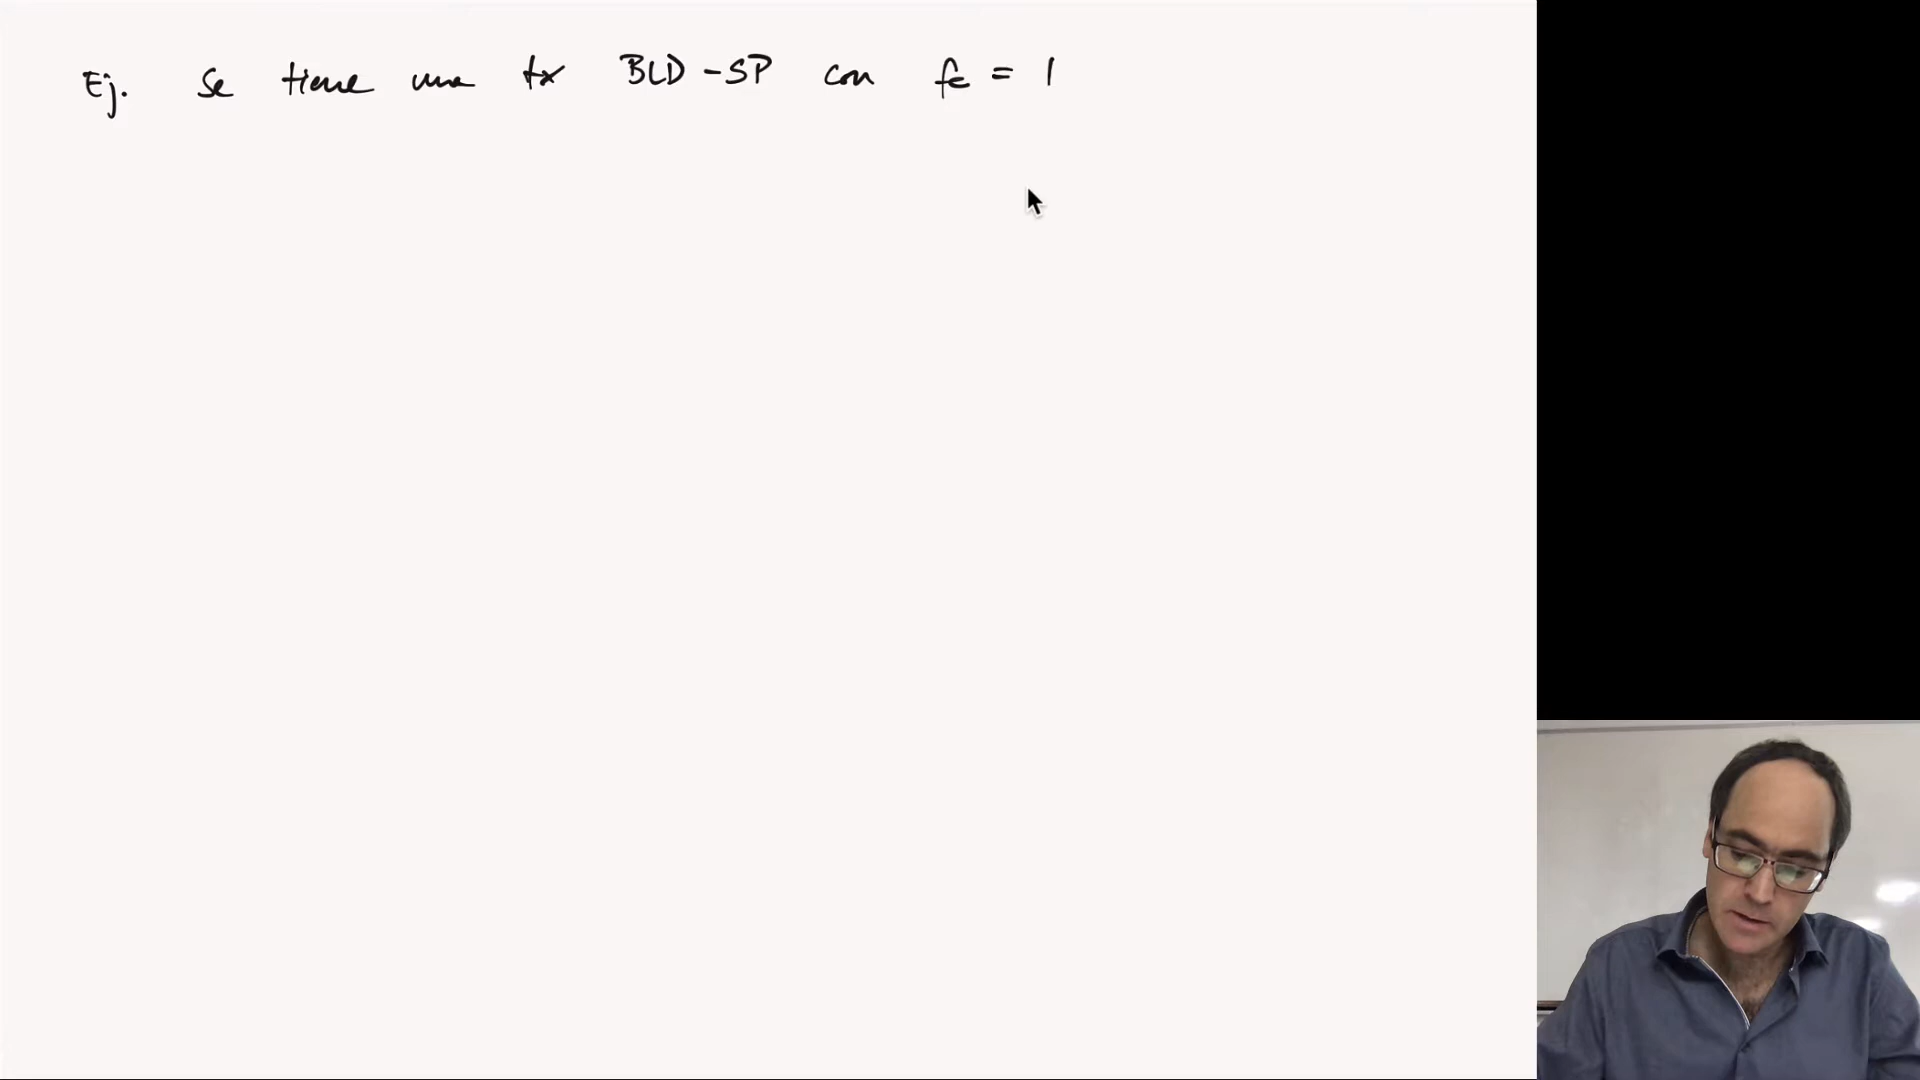 Ej. Se tiene una tx BLD-SP con fc = 1